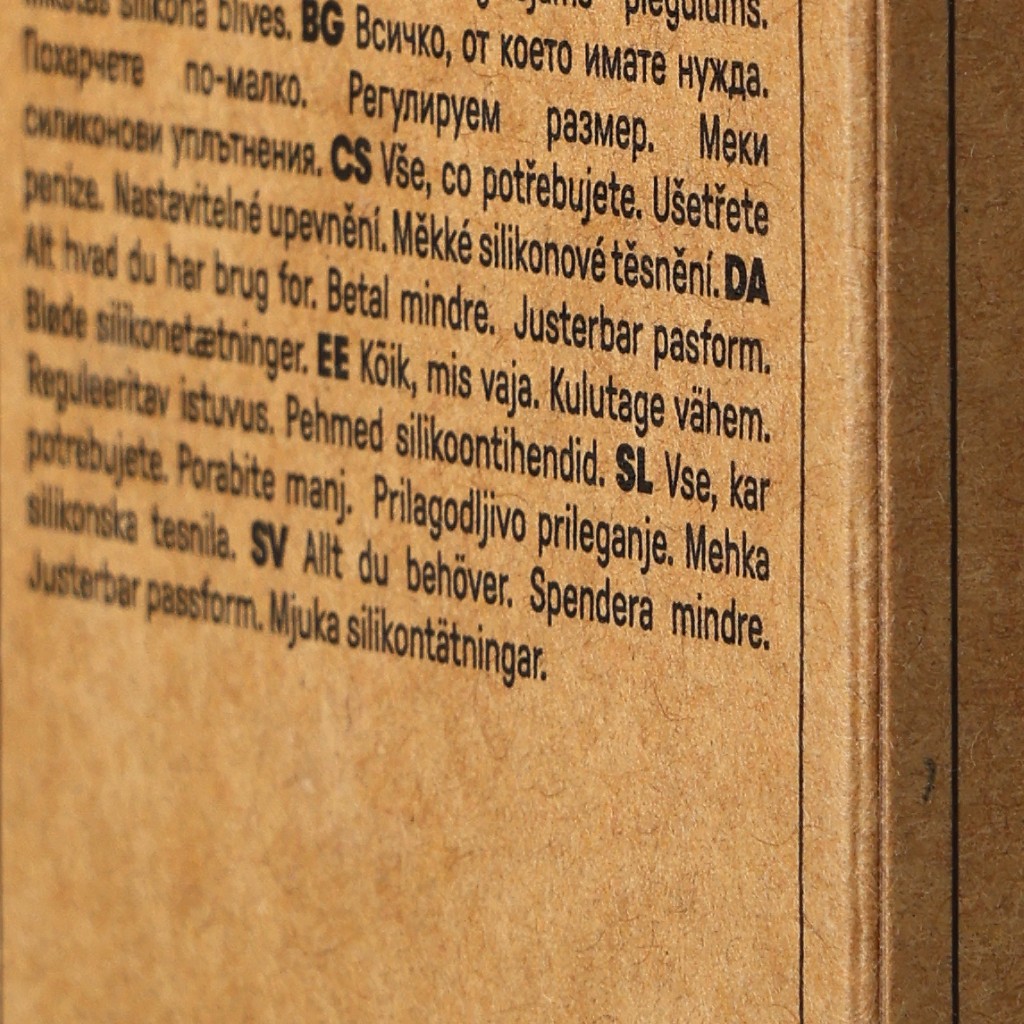 silikona blīves. BG Всичко, от което имате нужда.
Похарчете по-малко. Регулируем размер. Меки
силиконови уплътнения. CS Vše, co potřebujete. Ušetřete
peníze. Nastavitelné upevnění. Měkké silikonové těsnění. DA
Alt hvad du har brug for. Betal mindre. Justerbar pasform.
Bløde silikonetætninger. EE Kõik, mis vaja. Kulutage vähem.
Reguleeritav istuvus. Pehmed silikoontihendid. SL Vse, kar
potrebujete. Porabite manj. Prilagodljivo prileganje. Mehka
silikonska tesnila. SV Allt du behöver. Spendera mindre.
Justerbar passform. Mjuka silikontätningar.